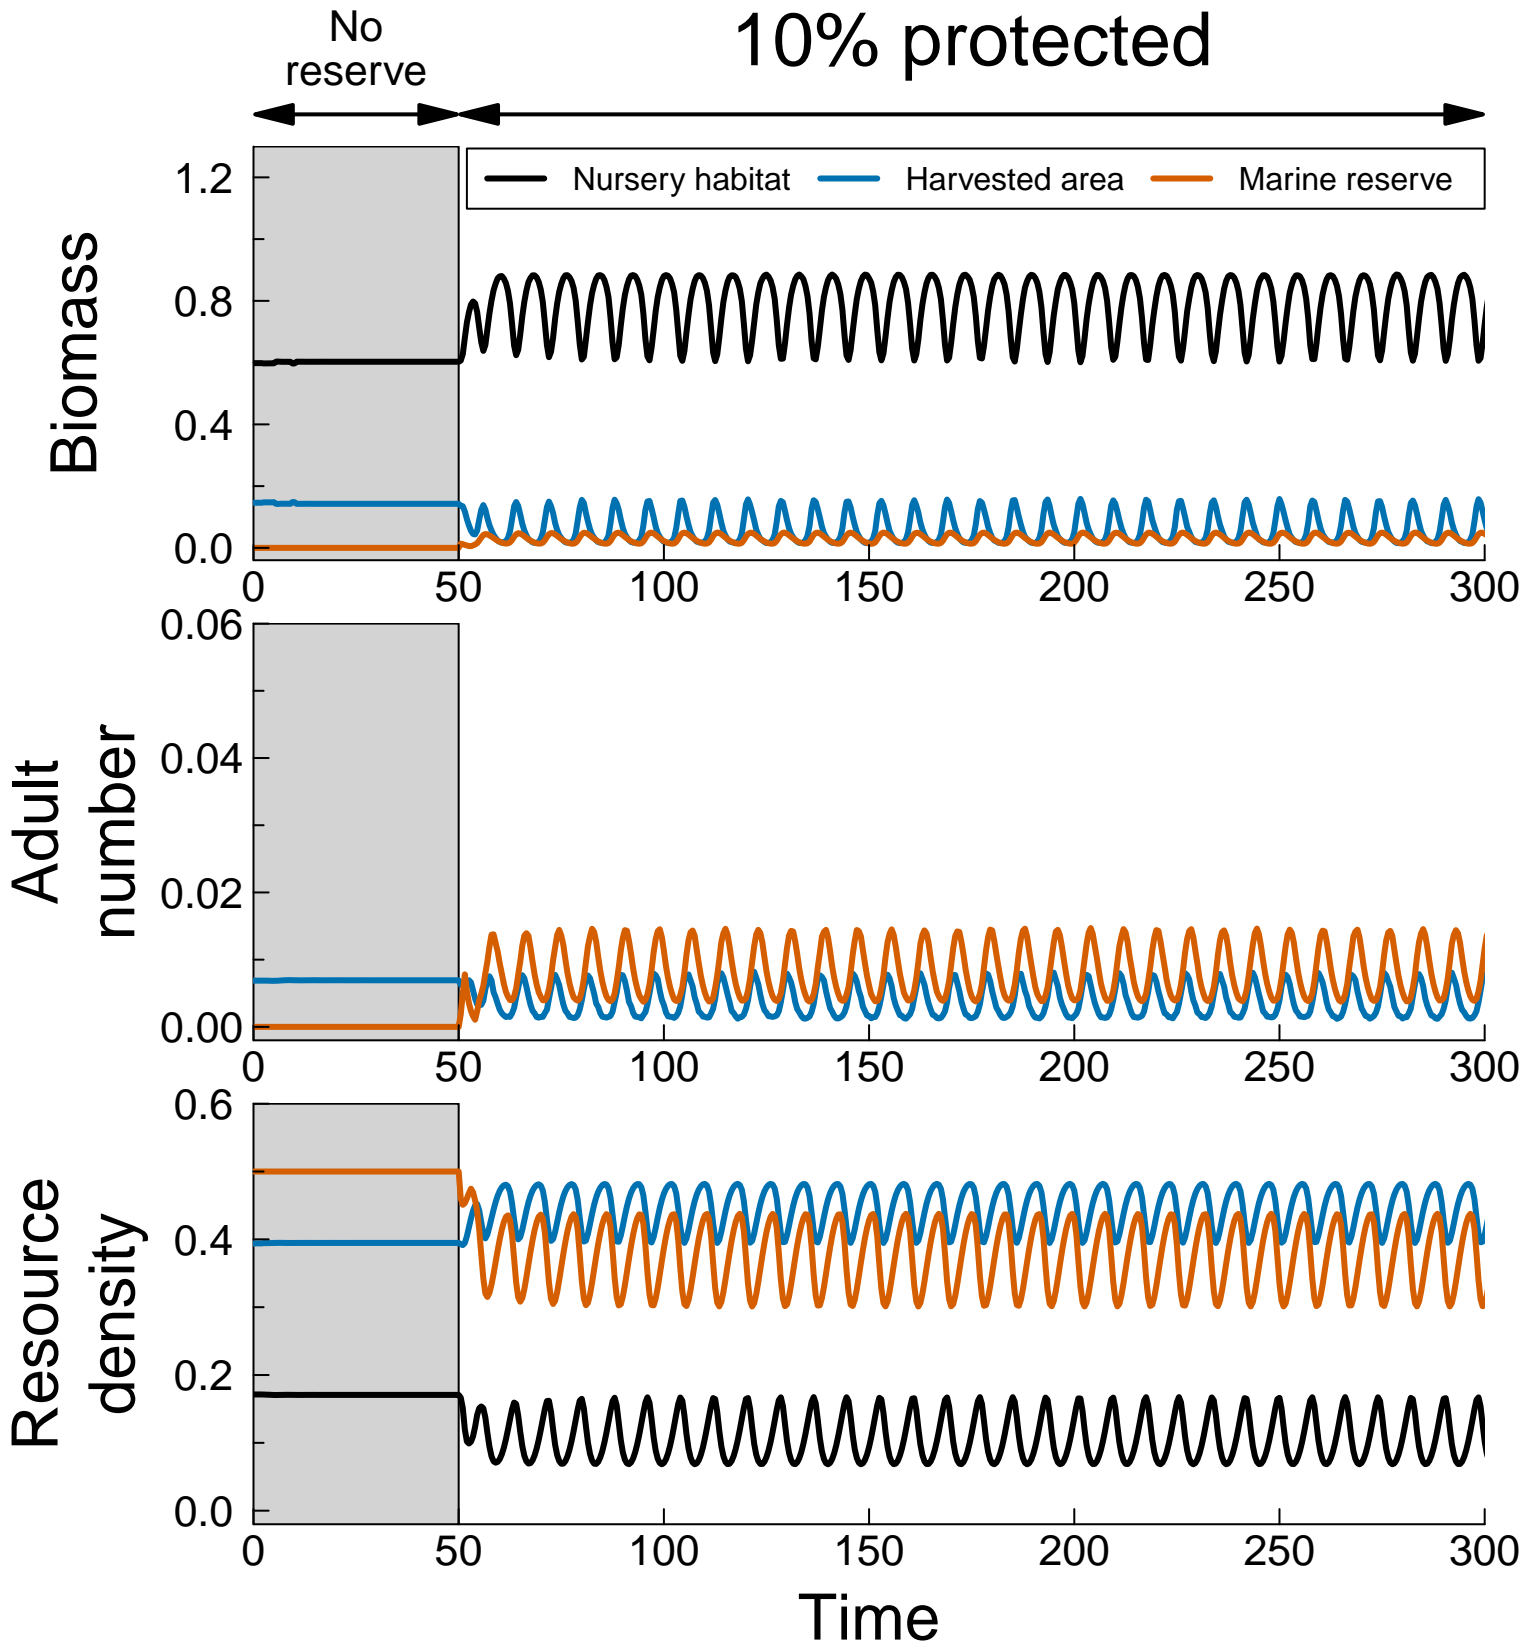 No
reserve
10% protected
Nursery habitat Harvested area Marine reserve
Biomass
1.2
0.8
0.4
0.0
0 50 100 150 200 250 300
Adult
number
0.06
0.04
0.02
0.00
0 50 100 150 200 250 300
Resource
density
0.6
0.4
0.2
0.0
0 50 100 150 200 250 300
Time